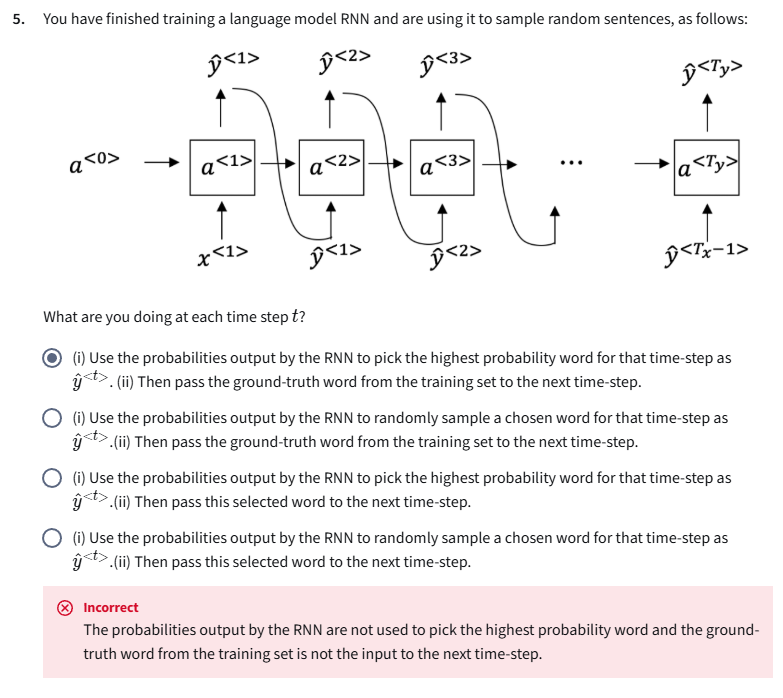 5. You have finished training a language model RNN and are using it to sample random sentences, as follows:
ŷ<1> ŷ<2> ŷ<3> ŷ<Ty>
a<0> a<1> a<2> a<3> ... a<Ty>
x<1> ŷ<1> ŷ<2> ŷ<Tx−1>
What are you doing at each time step t?
(i) Use the probabilities output by the RNN to pick the highest probability word for that time-step as
ŷ<t>. (ii) Then pass the ground-truth word from the training set to the next time-step.
(i) Use the probabilities output by the RNN to randomly sample a chosen word for that time-step as
ŷ<t>.(ii) Then pass the ground-truth word from the training set to the next time-step.
(i) Use the probabilities output by the RNN to pick the highest probability word for that time-step as
ŷ<t>.(ii) Then pass this selected word to the next time-step.
(i) Use the probabilities output by the RNN to randomly sample a chosen word for that time-step as
ŷ<t>.(ii) Then pass this selected word to the next time-step.
Incorrect
The probabilities output by the RNN are not used to pick the highest probability word and the ground-
truth word from the training set is not the input to the next time-step.